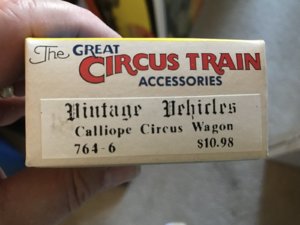 The GREAT
CIRCUS TRAIN
ACCESSORIES
Vintage Vehicles
Calliope Circus Wagon
764-6 $10.98